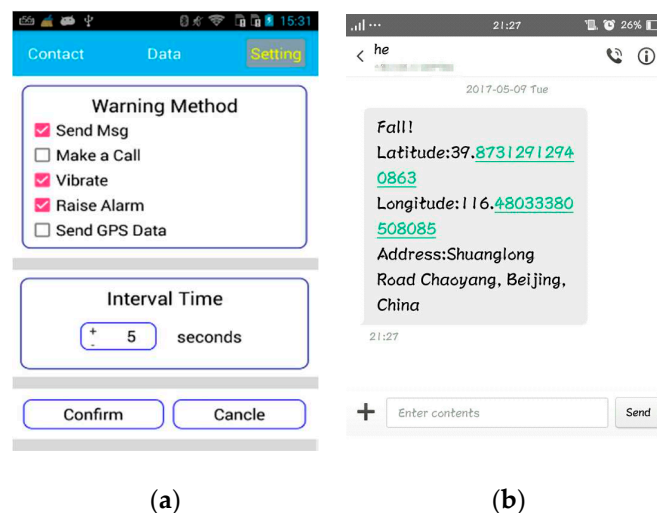 15:31
Contact Data Setting
Warning Method
Send Msg
Make a Call
Vibrate
Raise Alarm
Send GPS Data
Interval Time
+
-
5 seconds
Confirm Cancle
(a)
21:27 26%
he
2017-05-09 Tue
Fall!
Latitude:39.8731291294
0863
Longitude:116.48033380
508085
Address:Shuanglong
Road Chaoyang, Beijing,
China
21:27
Enter contents Send
(b)